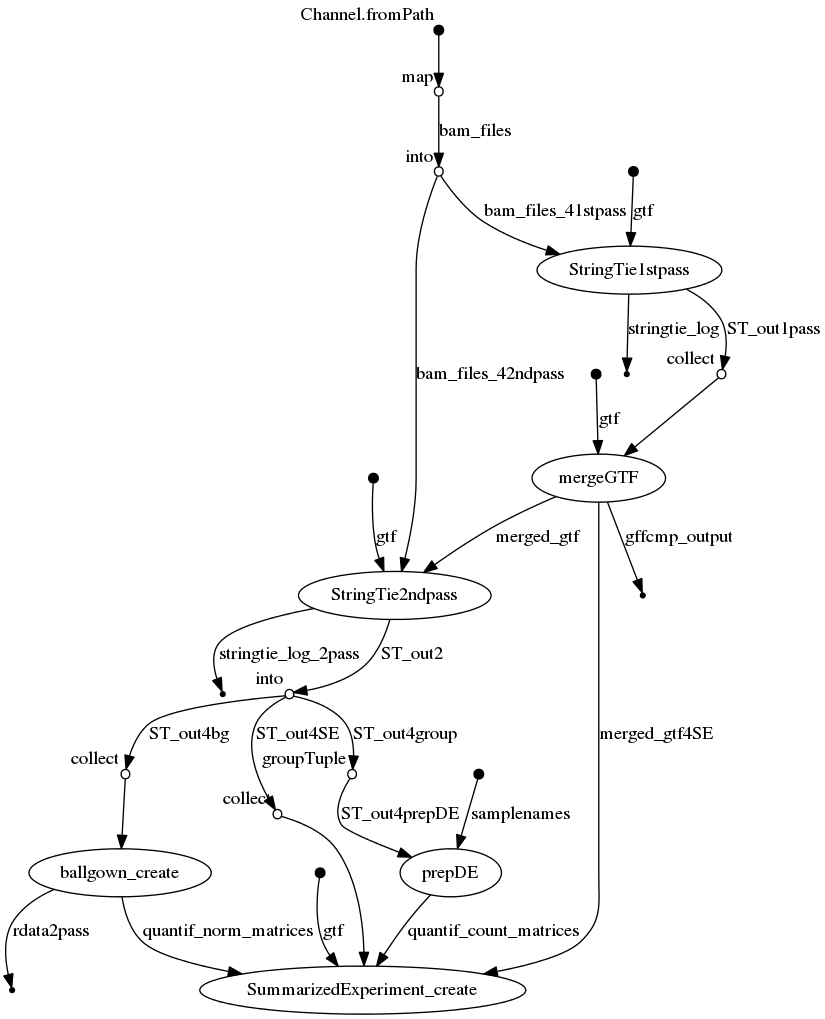 Channel.fromPath
map
bam_files
into
bam_files_41stpass
gtf
StringTie1stpass
stringtie_log
ST_out1pass
collect
bam_files_42ndpass
gtf
mergeGTF
gtf
merged_gtf
gffcmp_output
StringTie2ndpass
stringtie_log_2pass
ST_out2
into
ST_out4bg
ST_out4SE
ST_out4group
merged_gtf4SE
collect
groupTuple
collect
ST_out4prepDE
samplenames
ballgown_create
prepDE
rdata2pass
quantif_norm_matrices
gtf
quantif_count_matrices
SummarizedExperiment_create